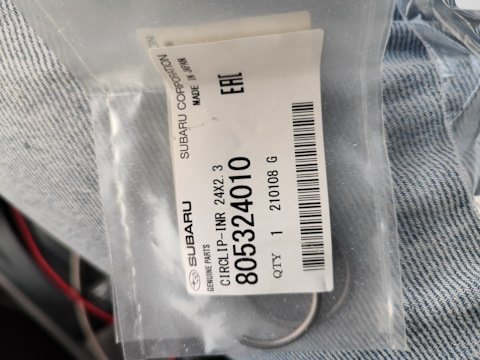 SUBARU
GENUINE PARTS
SUBARU CORPORATION
MADE IN JAPAN
CIRCLIP-INR 24X2. 3
EAC
805324010
QTY 1 210108 G